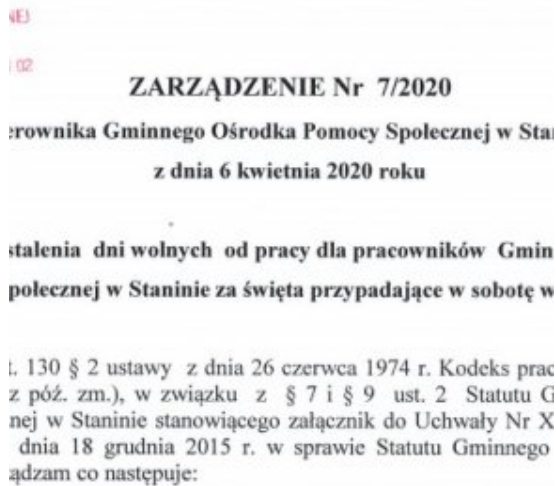 NEJ
02
ZARZĄDZENIE Nr 7/2020
erownika Gminnego Ośrodka Pomocy Społecznej w Stan
z dnia 6 kwietnia 2020 roku
stalenia dni wolnych od pracy dla pracowników Gmin
połecznej w Staninie za święta przypadające w sobotę w
t. 130 § 2 ustawy z dnia 26 czerwca 1974 r. Kodeks prac
z póź. zm.), w związku z § 7 i § 9 ust. 2 Statutu G
nej w Staninie stanowiącego załącznik do Uchwały Nr X
dnia 18 grudnia 2015 r. w sprawie Statutu Gminnego
ądzam co następuje: